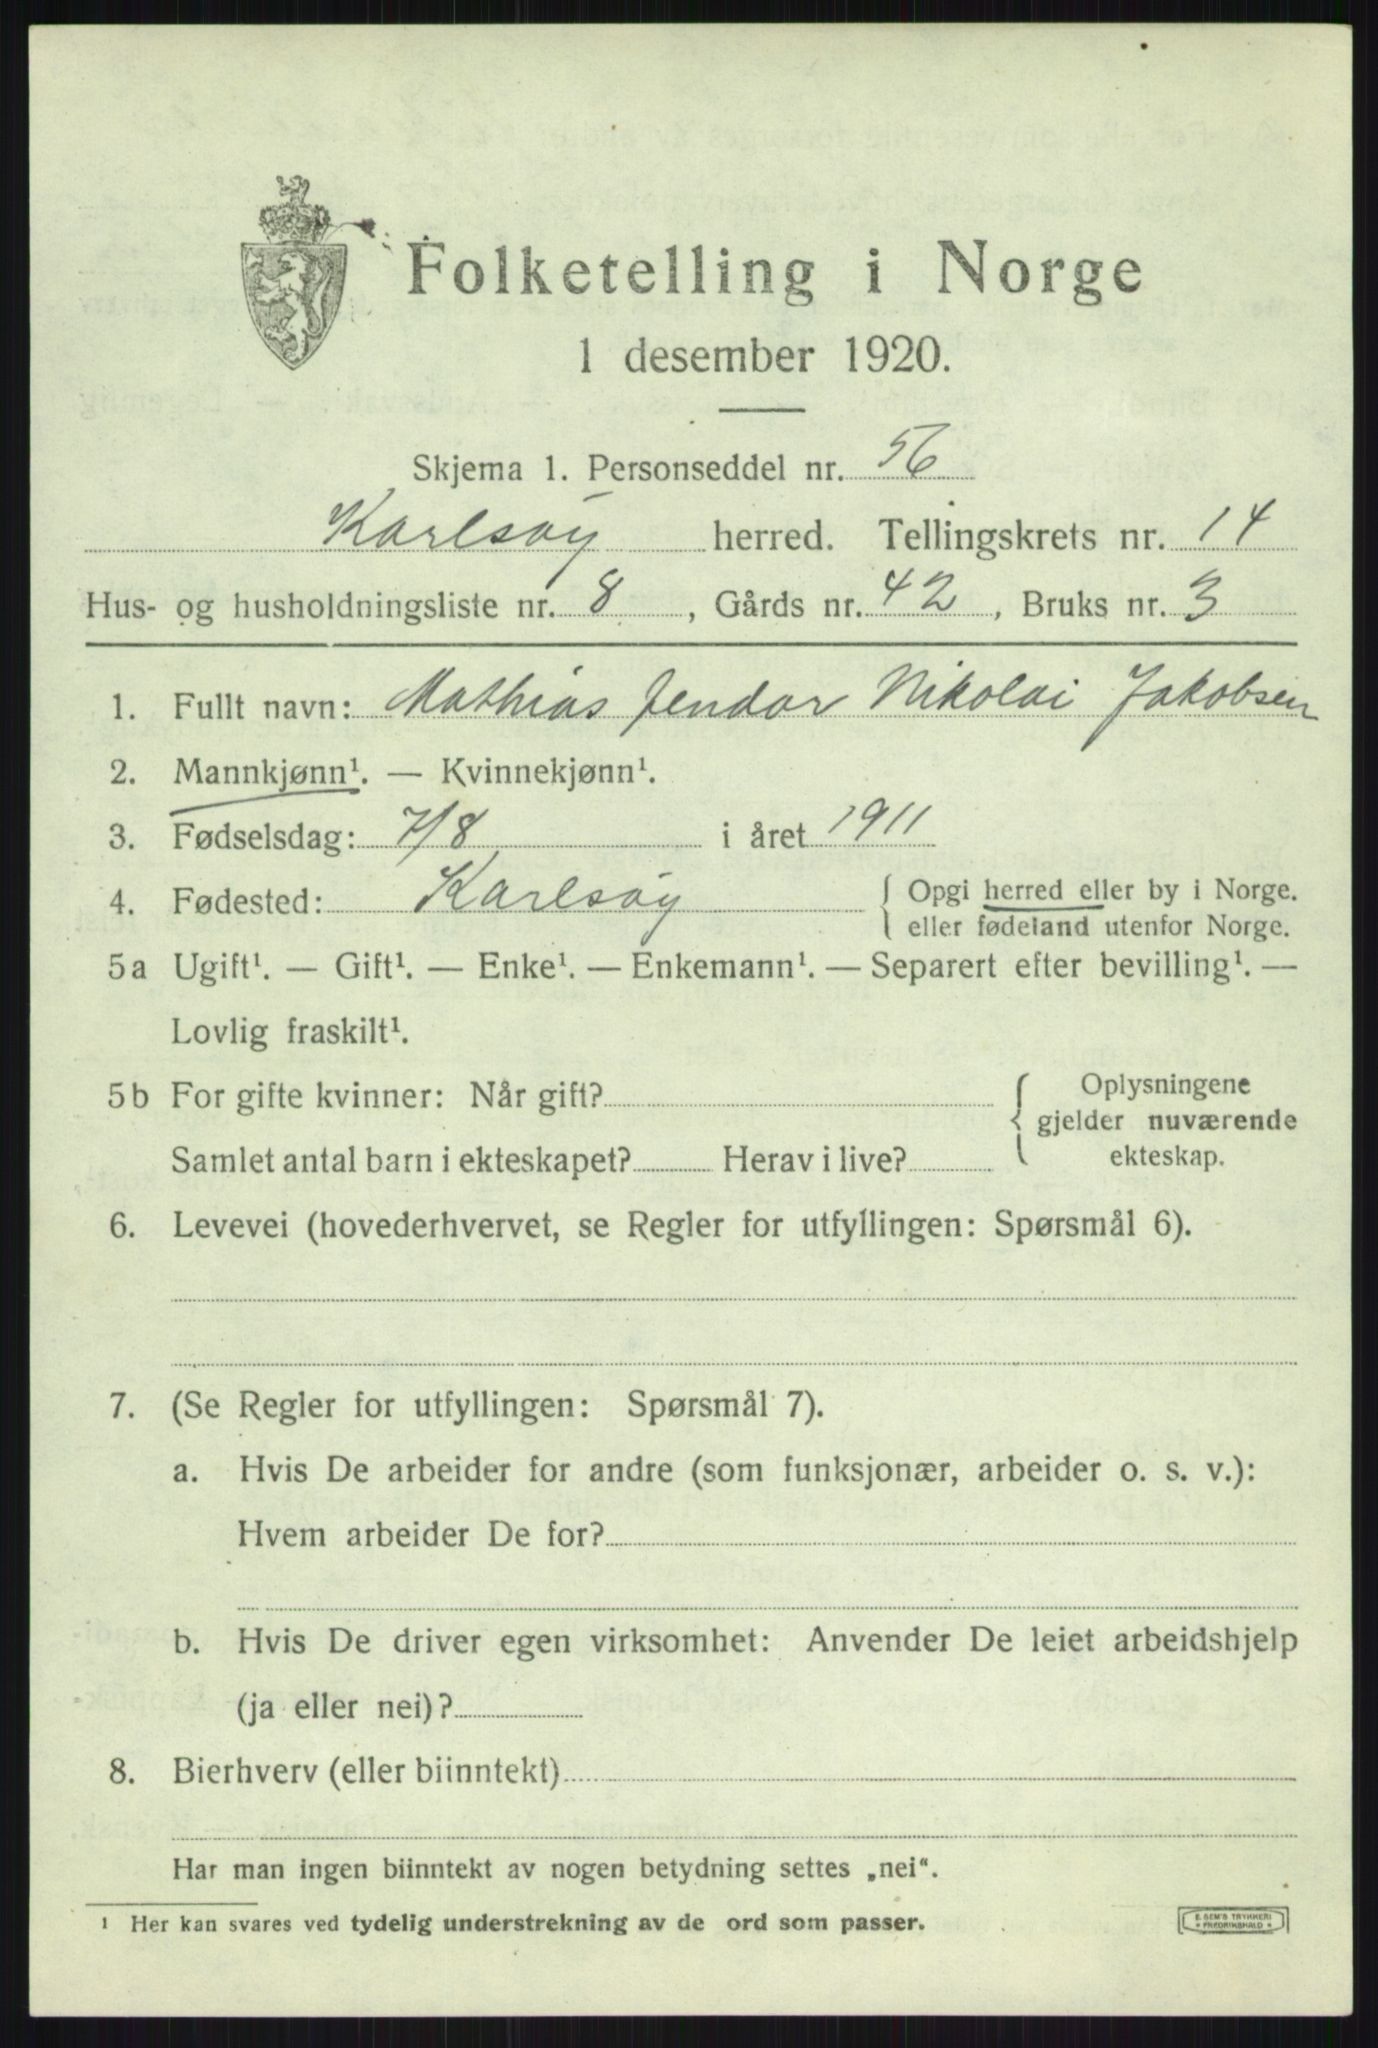 Folketelling i Norge
1 desember 1920.
Skjema 1. Personseddel nr. 56
Karlsøy herred. Tellingskrets nr. 14
Hus- og husholdningsliste nr. 8, Gårds nr. 42, Bruks nr. 3
1. Fullt navn: Mathias Fendor Nikolai Jakobsen
2. Mannkjønn¹. — Kvinnekjønn¹.
3. Fødselsdag: 7/8 i året 1911
4. Fødested: Karlsøy { Opgi herred eller by i Norge.
eller fødeland utenfor Norge.
5a Ugift¹. — Gift¹. — Enke¹. — Enkemann¹. — Separert efter bevilling¹. —
Lovlig fraskilt¹.
5b For gifte kvinner: Når gift? { Oplysningene
gjelder nuværende
Samlet antal barn i ekteskapet? Herav i live? ekteskap.
6. Levevei (hovederhvervet, se Regler for utfyllingen: Spørsmål 6).
7. (Se Regler for utfyllingen: Spørsmål 7).
a. Hvis De arbeider for andre (som funksjonær, arbeider o. s. v.):
Hvem arbeider De for?
b. Hvis De driver egen virksomhet: Anvender De leiet arbeidshjelp
(ja eller nei)?
8. Bierhverv (eller biinntekt)
Har man ingen biinntekt av nogen betydning settes „nei“.
¹ Her kan svares ved tydelig understrekning av de ord som passer.
E. SEM'S TRYKKERI
* FREDRIKSHALD *